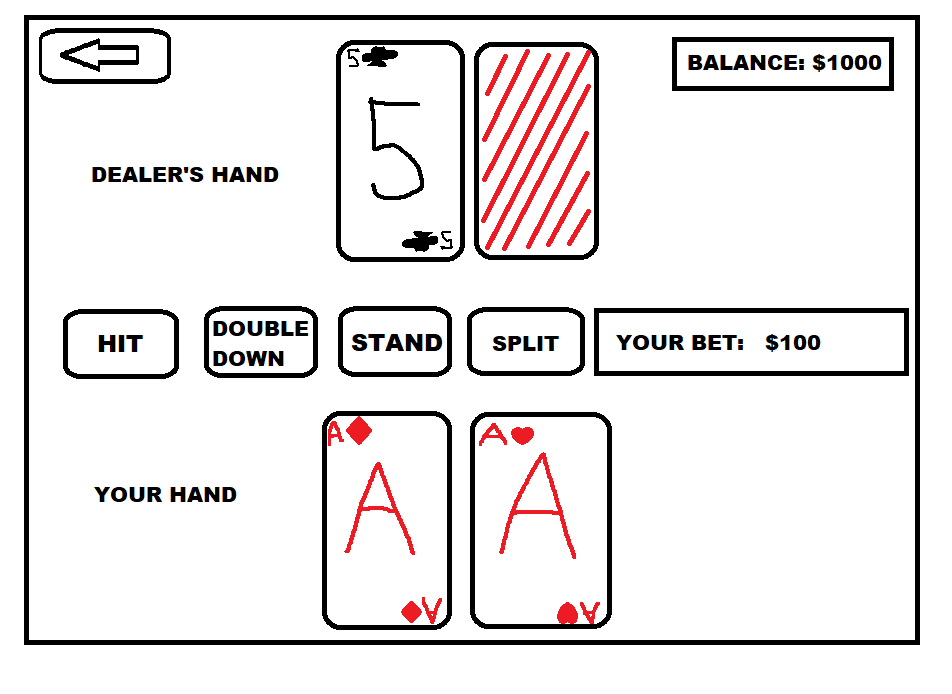 5
BALANCE: $1000
5
DEALER'S HAND
5
HIT
DOUBLE
DOWN
STAND
SPLIT
YOUR BET: $100
A
A
A
A
YOUR HAND
A
A